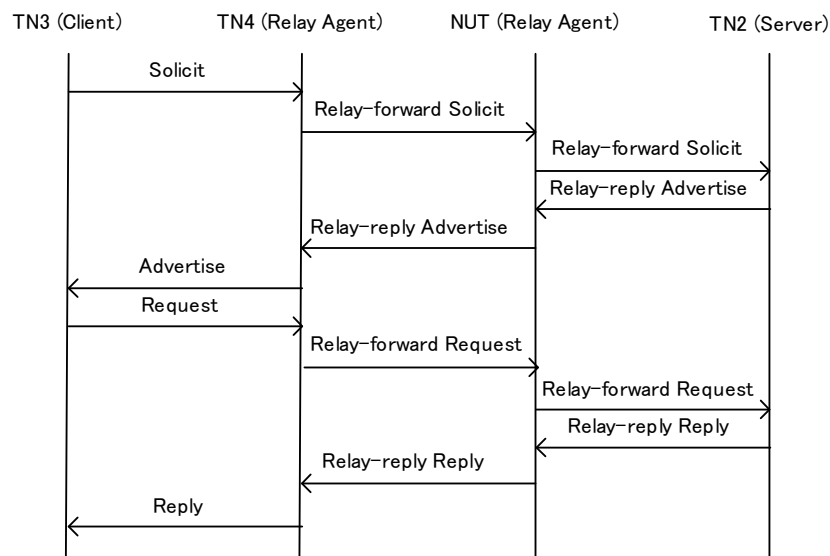 TN3 (Client) TN4 (Relay Agent) NUT (Relay Agent) TN2 (Server)
Solicit
Relay-forward Solicit
Relay-forward Solicit
Relay-reply Advertise
Relay-reply Advertise
Advertise
Request
Relay-forward Request
Relay-forward Request
Relay-reply Reply
Relay-reply Reply
Reply